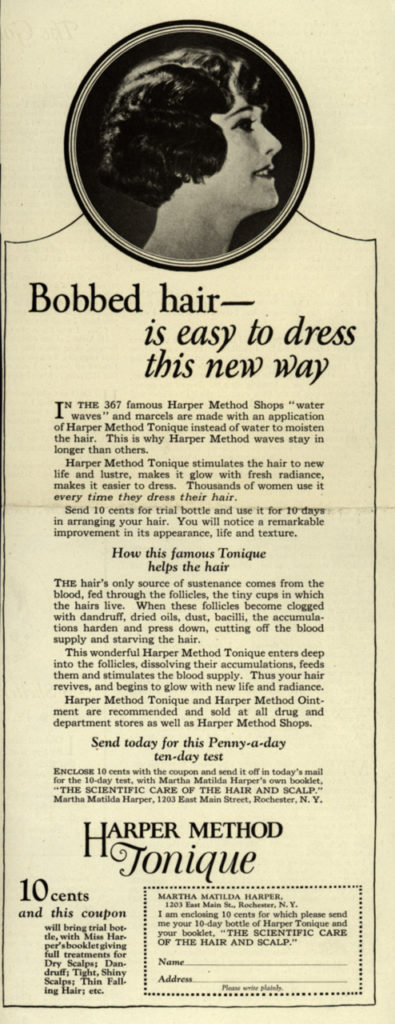 Bobbed hair—
is easy to dress
this new way
IN THE 367 famous Harper Method Shops "water
waves" and marcels are made with an application
of Harper Method Tonique instead of water to moisten
the hair. This is why Harper Method waves stay in
longer than others.
Harper Method Tonique stimulates the hair to new
life and lustre, makes it glow with fresh radiance,
makes it easier to dress. Thousands of women use it
every time they dress their hair.
Send 10 cents for trial bottle and use it for 10 days
in arranging your hair. You will notice a remarkable
improvement in its appearance, life and texture.
How this famous Tonique
helps the hair
THE hair's only source of sustenance comes from the
blood, fed through the follicles, the tiny cups in which
the hairs live. When these follicles become clogged
with dandruff, dried oils, dust, bacilli, the accumula-
tions harden and press down, cutting off the blood
supply and starving the hair.
This wonderful Harper Method Tonique enters deep
into the follicles, dissolving their accumulations, feeds
them and stimulates the blood supply. Thus your hair
revives, and begins to glow with new life and radiance.
Harper Method Tonique and Harper Method Oint-
ment are recommended and sold at all drug and
department stores as well as Harper Method Shops.
Send today for this Penny-a-day
ten-day test
ENCLOSE 10 cents with the coupon and send it off in today's mail
for the 10-day test, with Martha Matilda Harper's own booklet,
"THE SCIENTIFIC CARE OF THE HAIR AND SCALP."
Martha Matilda Harper, 1203 East Main Street, Rochester, N. Y.
HARPER METHOD
Tonique
10 cents
and this coupon
will bring trial bot-
tle, with Miss Har-
per's booklet giving
full treatments for
Dry Scalps; Dan-
druff; Tight, Shiny
Scalps; Thin Fall-
ing Hair; etc.
MARTHA MATILDA HARPER,
1203 East Main St., Rochester, N. Y.
I am enclosing 10 cents for which please send
me your 10-day bottle of Harper Tonique and
your booklet, "THE SCIENTIFIC CARE
OF THE HAIR AND SCALP."
Name
Address
Please write plainly.